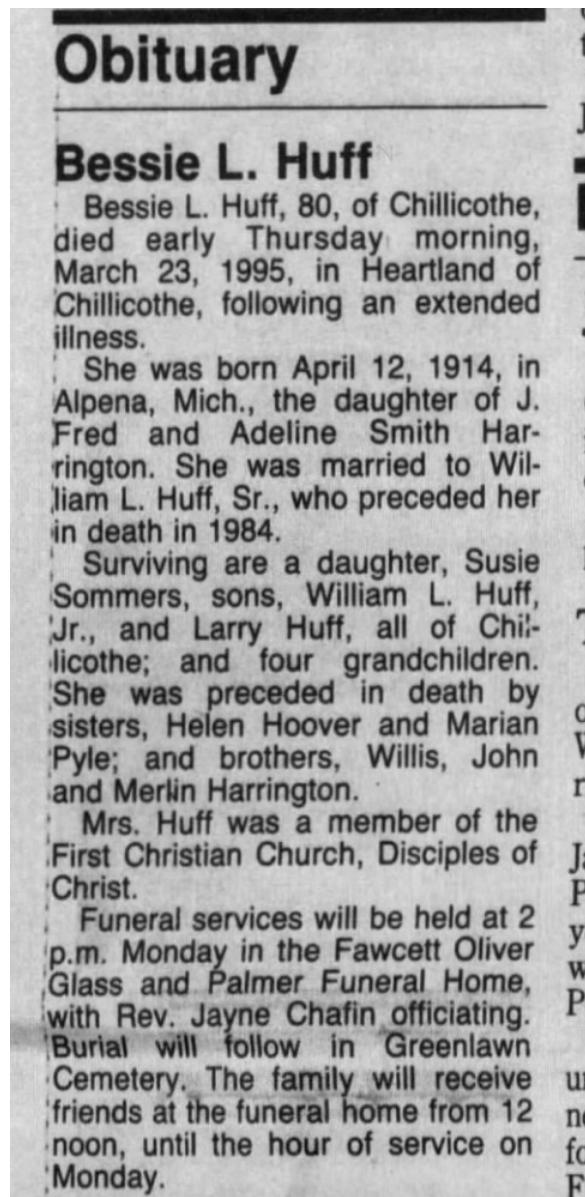 Obituary
Bessie L. Huff
Bessie L. Huff, 80, of Chillicothe,
died early Thursday morning,
March 23, 1995, in Heartland of
Chillicothe, following an extended
illness.
She was born April 12, 1914, in
Alpena, Mich., the daughter of J.
Fred and Adeline Smith Har-
rington. She was married to Wil-
liam L. Huff, Sr., who preceded her
in death in 1984.
Surviving are a daughter, Susie
Sommers, sons, William L. Huff,
Jr., and Larry Huff, all of Chil-
licothe; and four grandchildren.
She was preceded in death by
sisters, Helen Hoover and Marian
Pyle; and brothers, Willis, John
and Merlin Harrington.
Mrs. Huff was a member of the
First Christian Church, Disciples of
Christ.
Funeral services will be held at 2
p.m. Monday in the Fawcett Oliver
Glass and Palmer Funeral Home,
with Rev. Jayne Chafin officiating.
Burial will follow in Greenlawn
Cemetery. The family will receive
friends at the funeral home from 12
noon, until the hour of service on
Monday.